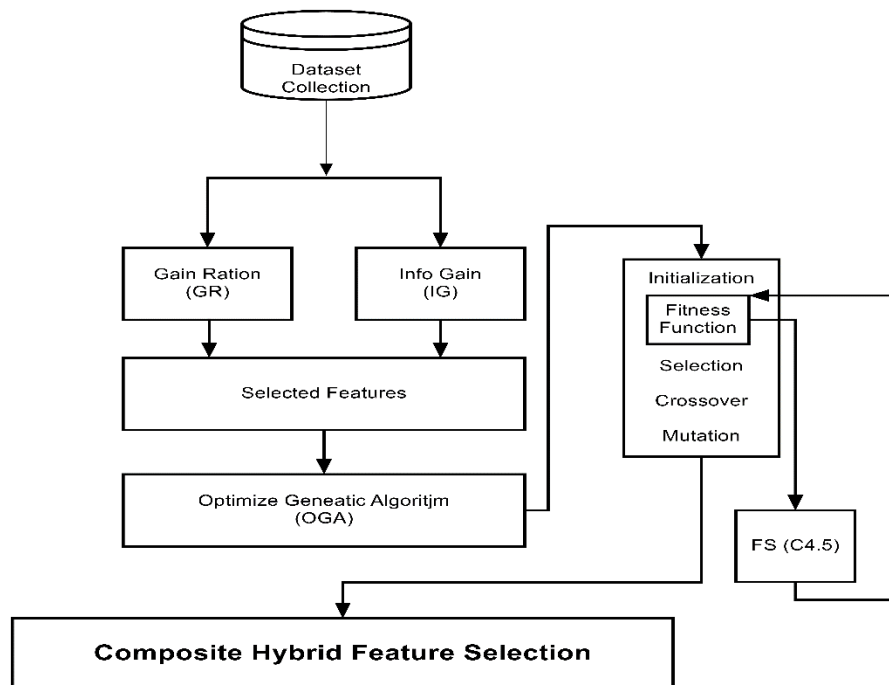 Dataset
Collection
Gain Ration
(GR)
Info Gain
(IG)
Selected Features
Optimize Geneatic Algoritjm
(OGA)
Initialization
Fitness
Function
Selection
Crossover
Mutation
FS (C4.5)
Composite Hybrid Feature Selection